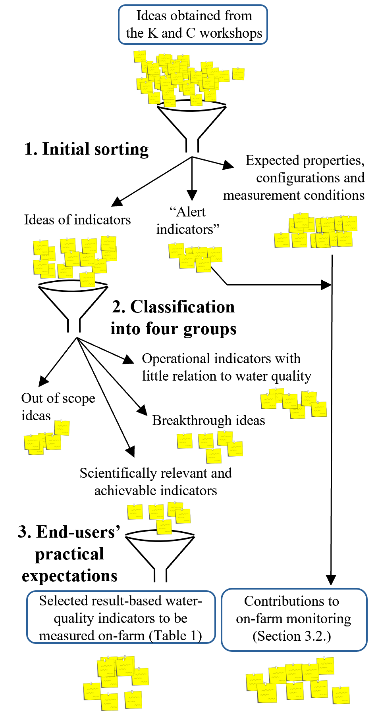 Ideas obtained from
the K and C workshops
1. Initial sorting
Expected properties,
configurations and
measurement conditions
Ideas of indicators
“Alert
indicators”
2. Classification
into four groups
Operational indicators with
little relation to water quality
Out of scope
ideas
Breakthrough ideas
Scientifically relevant and
achievable indicators
3. End-users’
practical
expectations
Selected result-based water-
quality indicators to be
measured on-farm (Table 1)
Contributions to
on-farm monitoring
(Section 3.2.)